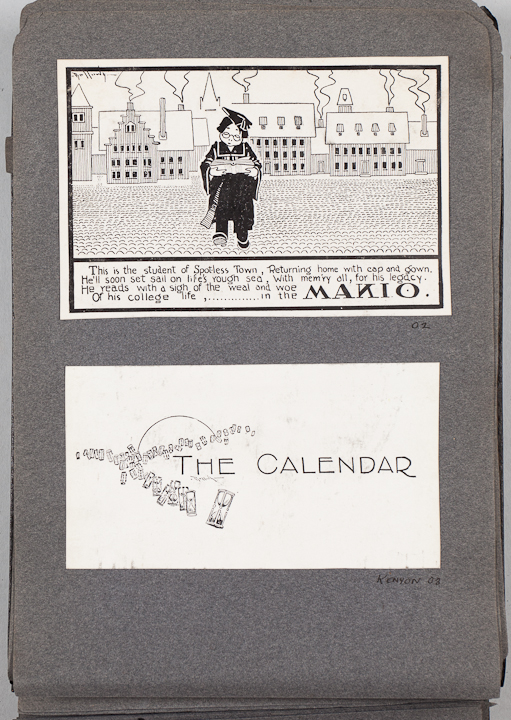 This is the student of Spotless Town, Returning home with cap and gown.
He'll soon set sail on life's rough sea, With mem'ry all, for his legacy.
He reads with a sigh of the weal and woe
Of his college life ,.............in the MAKIO.
02
THE CALENDAR
KENYON 03